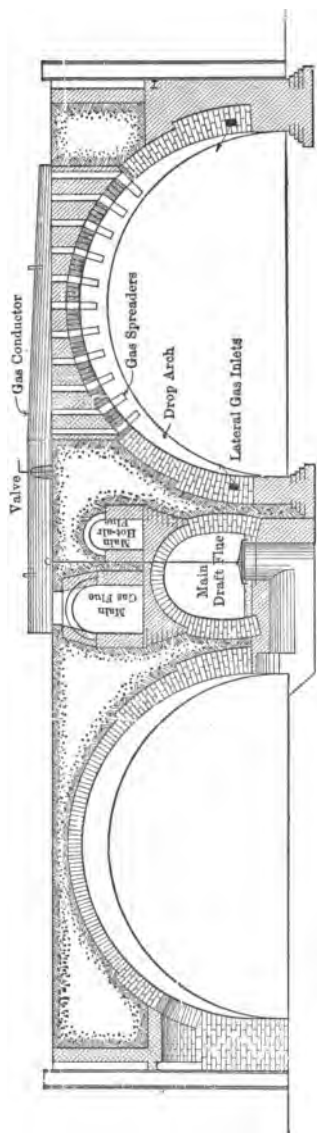 Valve
Gas Conductor
Gas Spreaders
Drop Arch
Lateral Gas Inlets
Main
Hot-air
Flue
Main
Gas Flue
Main
Draft Flue